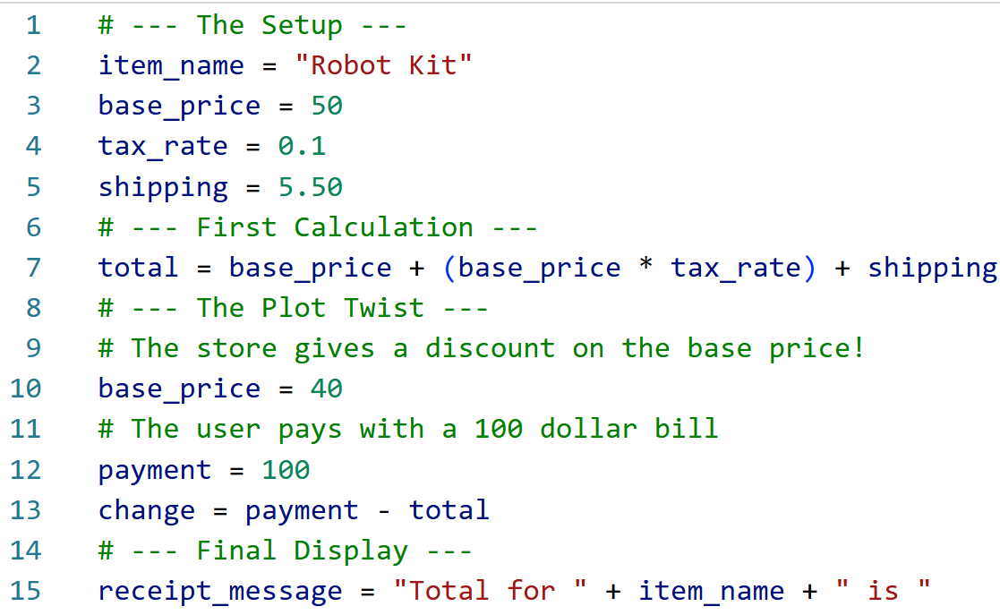 1 # --- The Setup ---
2 item_name = "Robot Kit"
3 base_price = 50
4 tax_rate = 0.1
5 shipping = 5.50
6 # --- First Calculation ---
7 total = base_price + (base_price * tax_rate) + shipping
8 # --- The Plot Twist ---
9 # The store gives a discount on the base price!
10 base_price = 40
11 # The user pays with a 100 dollar bill
12 payment = 100
13 change = payment - total
14 # --- Final Display ---
15 receipt_message = "Total for " + item_name + " is "